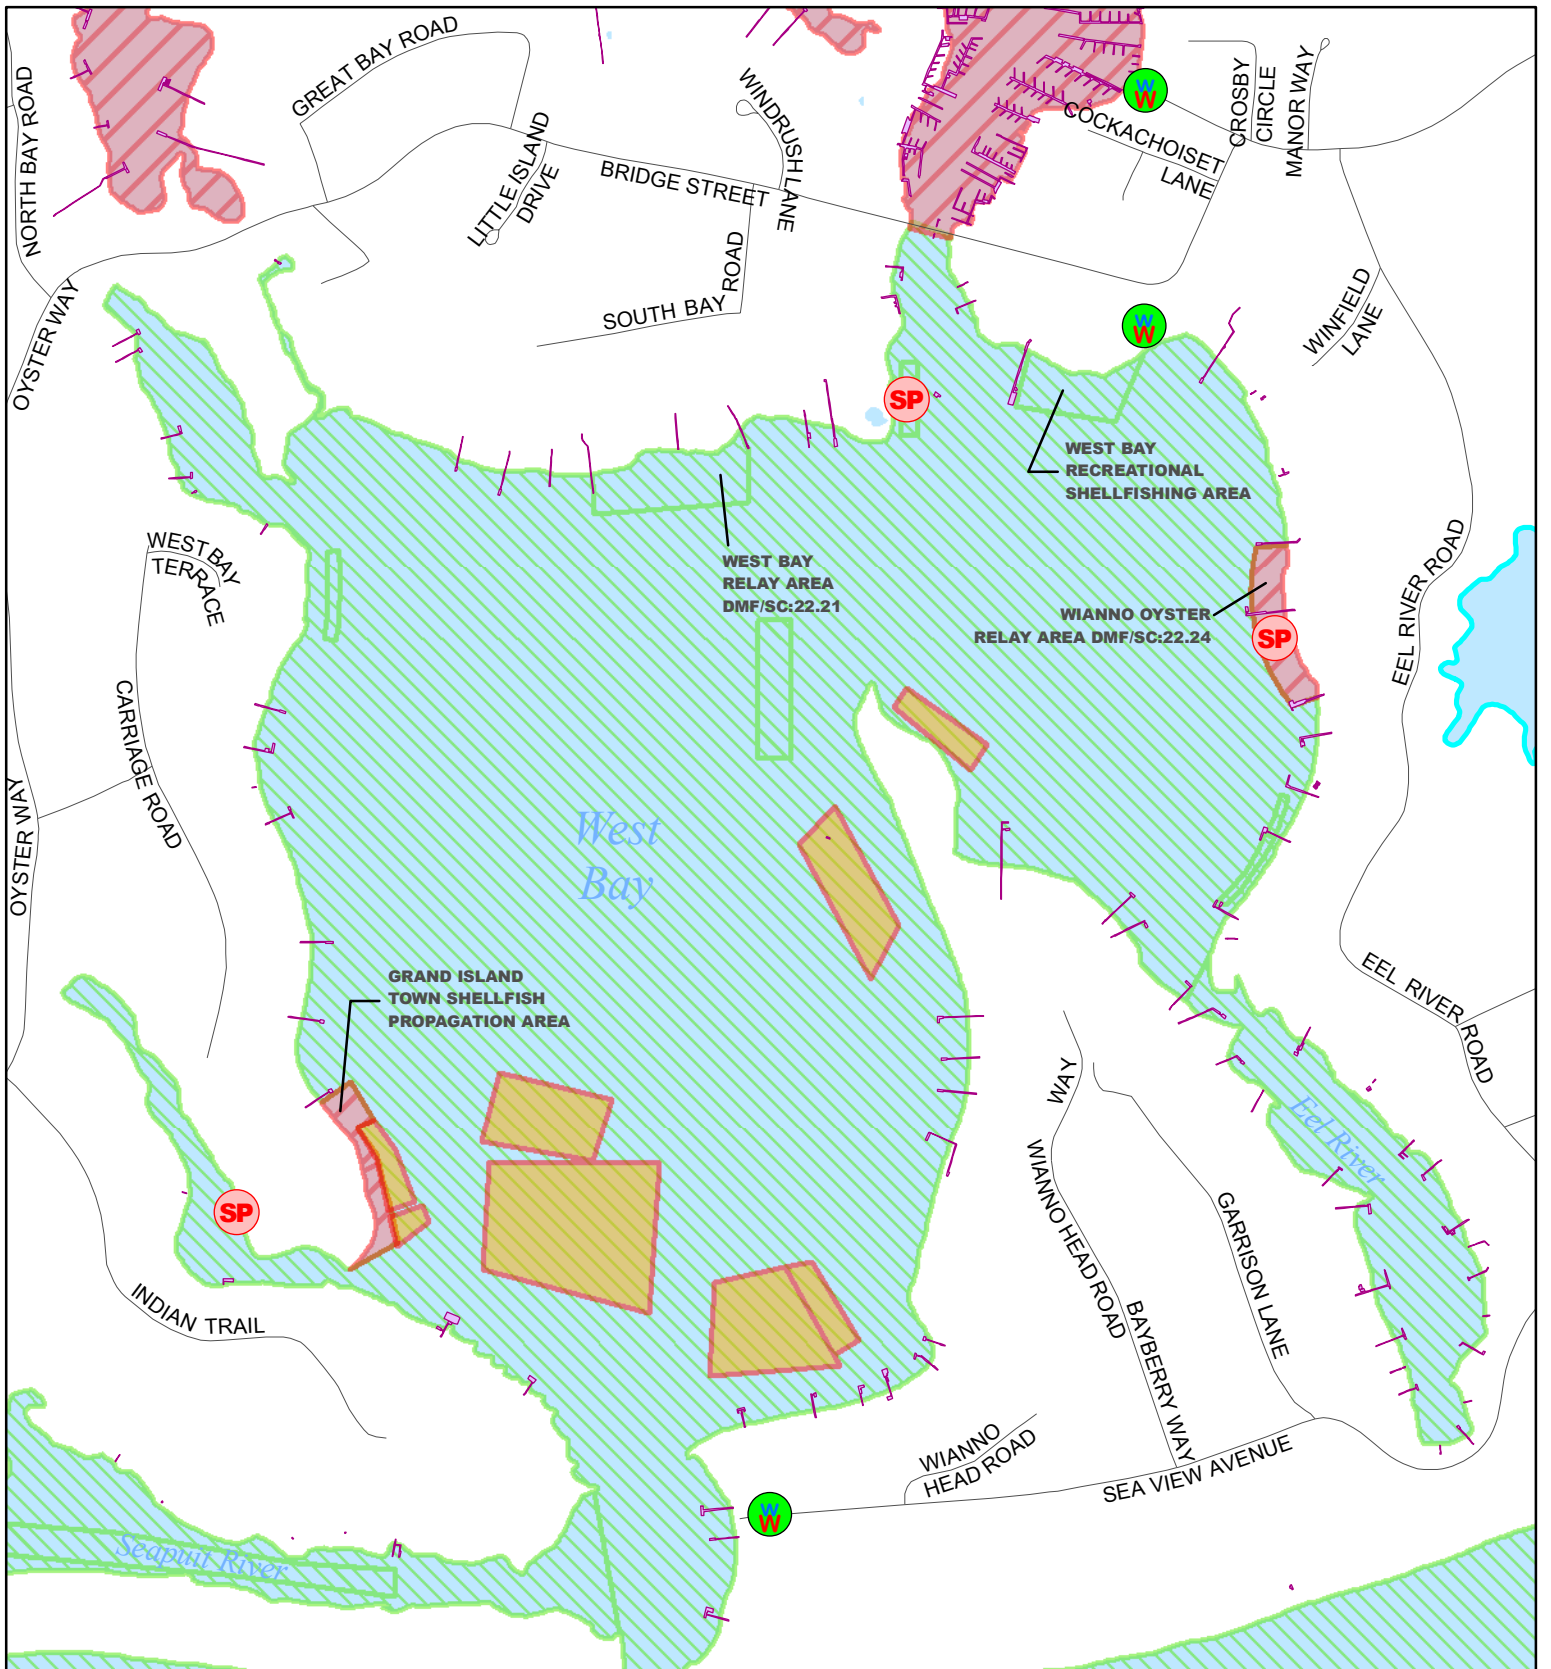 GREAT BAY ROAD
NORTH BAY ROAD
WINDRUSH LANE
CROSBY
CIRCLE
MANOR WAY
W
W
COCKACHOISET
LANE
LITTLE ISLAND
DRIVE
BRIDGE STREET
SOUTH BAY
ROAD
OYSTER WAY
W
W
WINFIELD
LANE
SP
WEST BAY
RECREATIONAL
SHELLFISHING AREA
WEST BAY
TERRACE
WEST BAY
RELAY AREA
DMF/SC:22.21
WIANNO OYSTER
RELAY AREA DMF/SC:22.24
SP
EEL RIVER ROAD
CARRIAGE ROAD
OYSTER WAY
West
Bay
GRAND ISLAND
TOWN SHELLFISH
PROPAGATION AREA
EEL RIVER ROAD
WAY
Eel River
WIANNO HEAD ROAD
GARRISON LANE
SP
INDIAN TRAIL
BAYBERRY WAY
WIANNO
HEAD ROAD
SEA VIEW AVENUE
W
W
Seapuit River